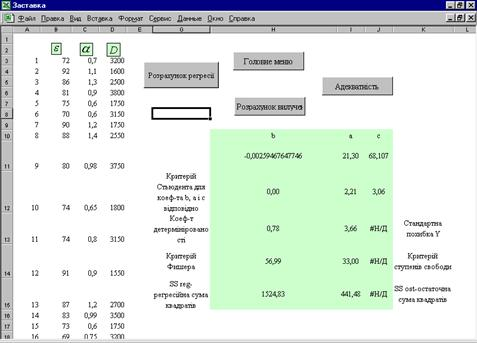 Заставка
Файл Правка Вид Вставка Формат Сервис Данные Окно Справка
A B C D E G H I J K L
1
2 ε α D
3 1 72 0,7 3200 Головне меню
4 2 92 1,1 1600 Розрахунок регресії
5 3 86 1,3 2500 Адекватність
6 4 81 0,9 3800
7 5 75 0,6 1750 Розрахунок вилучен
8 6 70 0,6 3150
9 7 90 1,2 1750
10 8 88 1,4 2550 b a c
11 9 80 0,98 3750 -0,00259467647746 21,30 68,107
Критерій
Стьюдента для
коеф-та b, a і c
12 10 74 0,65 1800 відповідно 0,00 2,21 3,06
Коеф-т
детерміновано
13 11 74 0,8 3150 сті 0,78 3,66 #Н/Д Стандартна
похибка Y
14 12 91 0,9 1550 Критерій
Фишера 56,99 33,00 #Н/Д Критерій
ступенів свободи
15 13 87 1,2 2700 SS reg-
регресійна сума
квадратів 1524,83 441,48 #Н/Д SS ost-остаточна
сума квадратів
16 14 83 0,99 3500
17 15 73 0,6 1750
18 16 69 0,75 3200